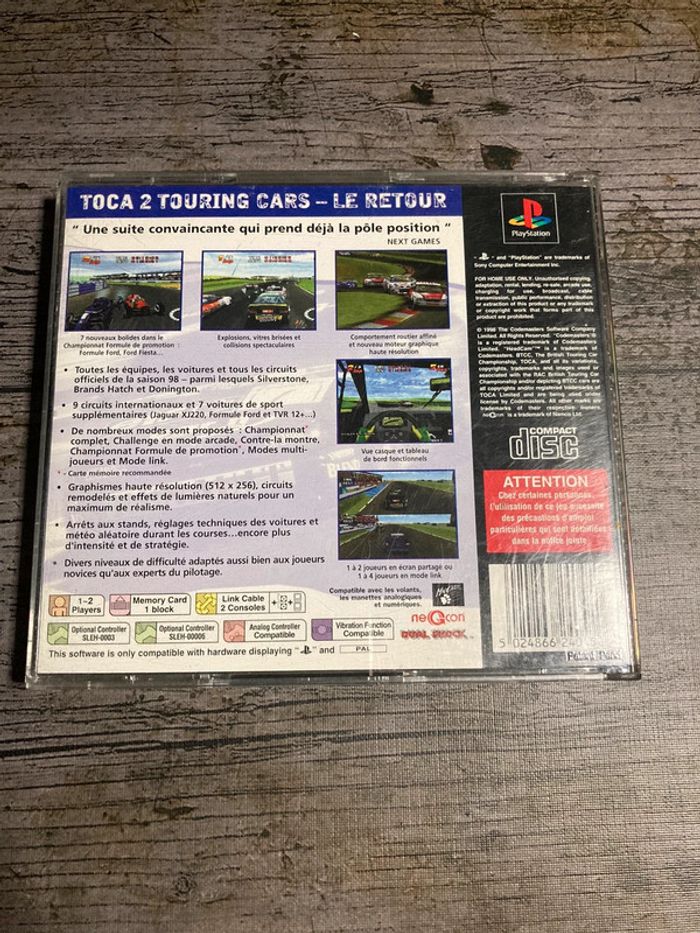 TOCA 2 TOURING CARS – LE RETOUR
" Une suite convaincante qui prend déjà la pôle position "
NEXT GAMES
7 nouveaux bolides dans le
Championnat Formule de promotion :
Formule Ford, Ford Fiesta...
Explosions, vitres brisées et
collisions spectaculaires
Comportement routier affiné
et nouveau moteur graphique
haute résolution
• Toutes les équipes, les voitures et tous les circuits
officiels de la saison 98 – parmi lesquels Silverstone,
Brands Hatch et Donington.
• 9 circuits internationaux et 7 voitures de sport
supplémentaires (Jaguar XJ220, Formule Ford et TVR 12+...)
• De nombreux modes sont proposés : Championnat*
complet, Challenge en mode arcade, Contre-la montre,
Championnat Formule de promotion*, Modes multi-
joueurs et Mode link.
* - Carte mémoire recommandée
• Graphismes haute résolution (512 x 256), circuits
remodelés et effets de lumières naturels pour un
maximum de réalisme.
• Arrêts aux stands, réglages techniques des voitures et
météo aléatoire durant les courses...encore plus
d'intensité et de stratégie.
• Divers niveaux de difficulté adaptés aussi bien aux joueurs
novices qu'aux experts du pilotage.
Vue casque et tableau
de bord fonctionnels
1 à 2 joueurs en écran partagé ou
1 à 4 joueurs en mode link
Compatible avec les volants,
les manettes analogiques
et numériques.
1-2
Players
Memory Card
1 block
Link Cable
2 Consoles
Optional Controller
SLEH-0003
Optional Controller
SLEH-00006
Analog Controller
Compatible
Vibration Function
Compatible
neGcon
DUAL SHOCK
This software is only compatible with hardware displaying " " and PAL
PlayStation
" " and "PlayStation" are trademarks of
Sony Computer Entertainment Inc.
FOR HOME USE ONLY. Unauthorised copying,
adaptation, rental, lending, re-sale, arcade use,
charging for use, broadcast, cable
transmission, public performance, distribution
or extraction of this product or any trademark
or copyright work that forms part of this
product are prohibited.
© 1998 The Codemasters Software Company
Limited. All Rights Reserved. "Codemasters"
is a registered trademark of Codemasters
Limited. "HeadCam"™ is a trademark of
Codemasters. BTCC, The British Touring Car
Championship, TOCA, and all its variations,
copyrights, trademarks and designs used in
association with the RAC British Touring Car
Championship and/or depicting BTCC cars are
all copyrights and/or registered trademarks of
TOCA Limited and are being used under
license by Codemasters. All other marks are
trademarks of their respective owners
neGcon is a trademark of Namco Ltd.
COMPACT
disc
ATTENTION
Chez certaines personnes,
l'utilisation de ce jeu nécessite
des précautions d'emploi
particulières qui sont détaillées
dans la notice jointe
5 024866